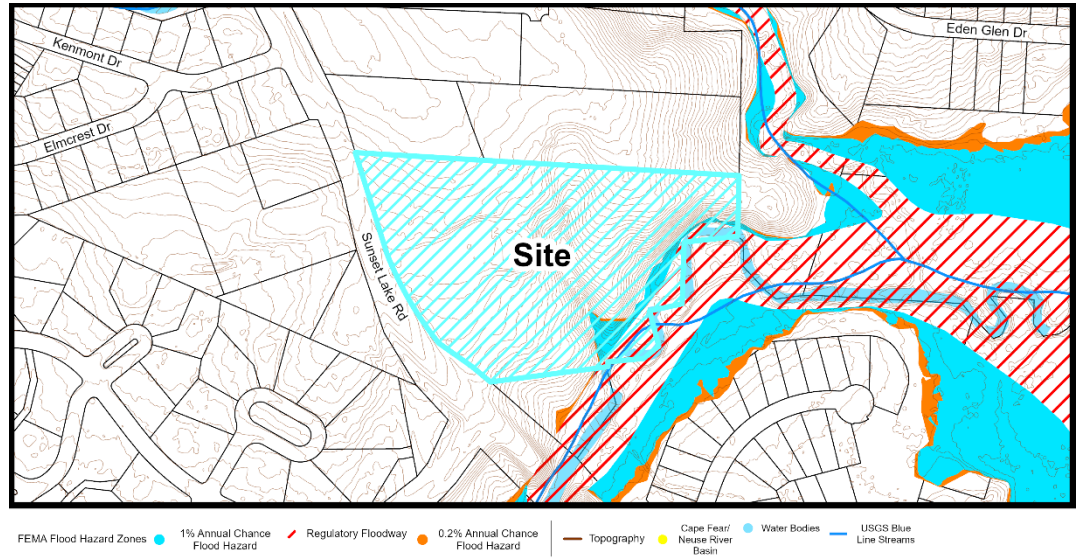 Kenmont Dr
Eden Glen Dr
Elmcrest Dr
Sunset Lake Rd
Site
FEMA Flood Hazard Zones
1% Annual Chance
Flood Hazard
Regulatory Floodway
0.2% Annual Chance
Flood Hazard
Topography
Cape Fear/
Neuse River
Basin
Water Bodies
USGS Blue
Line Streams